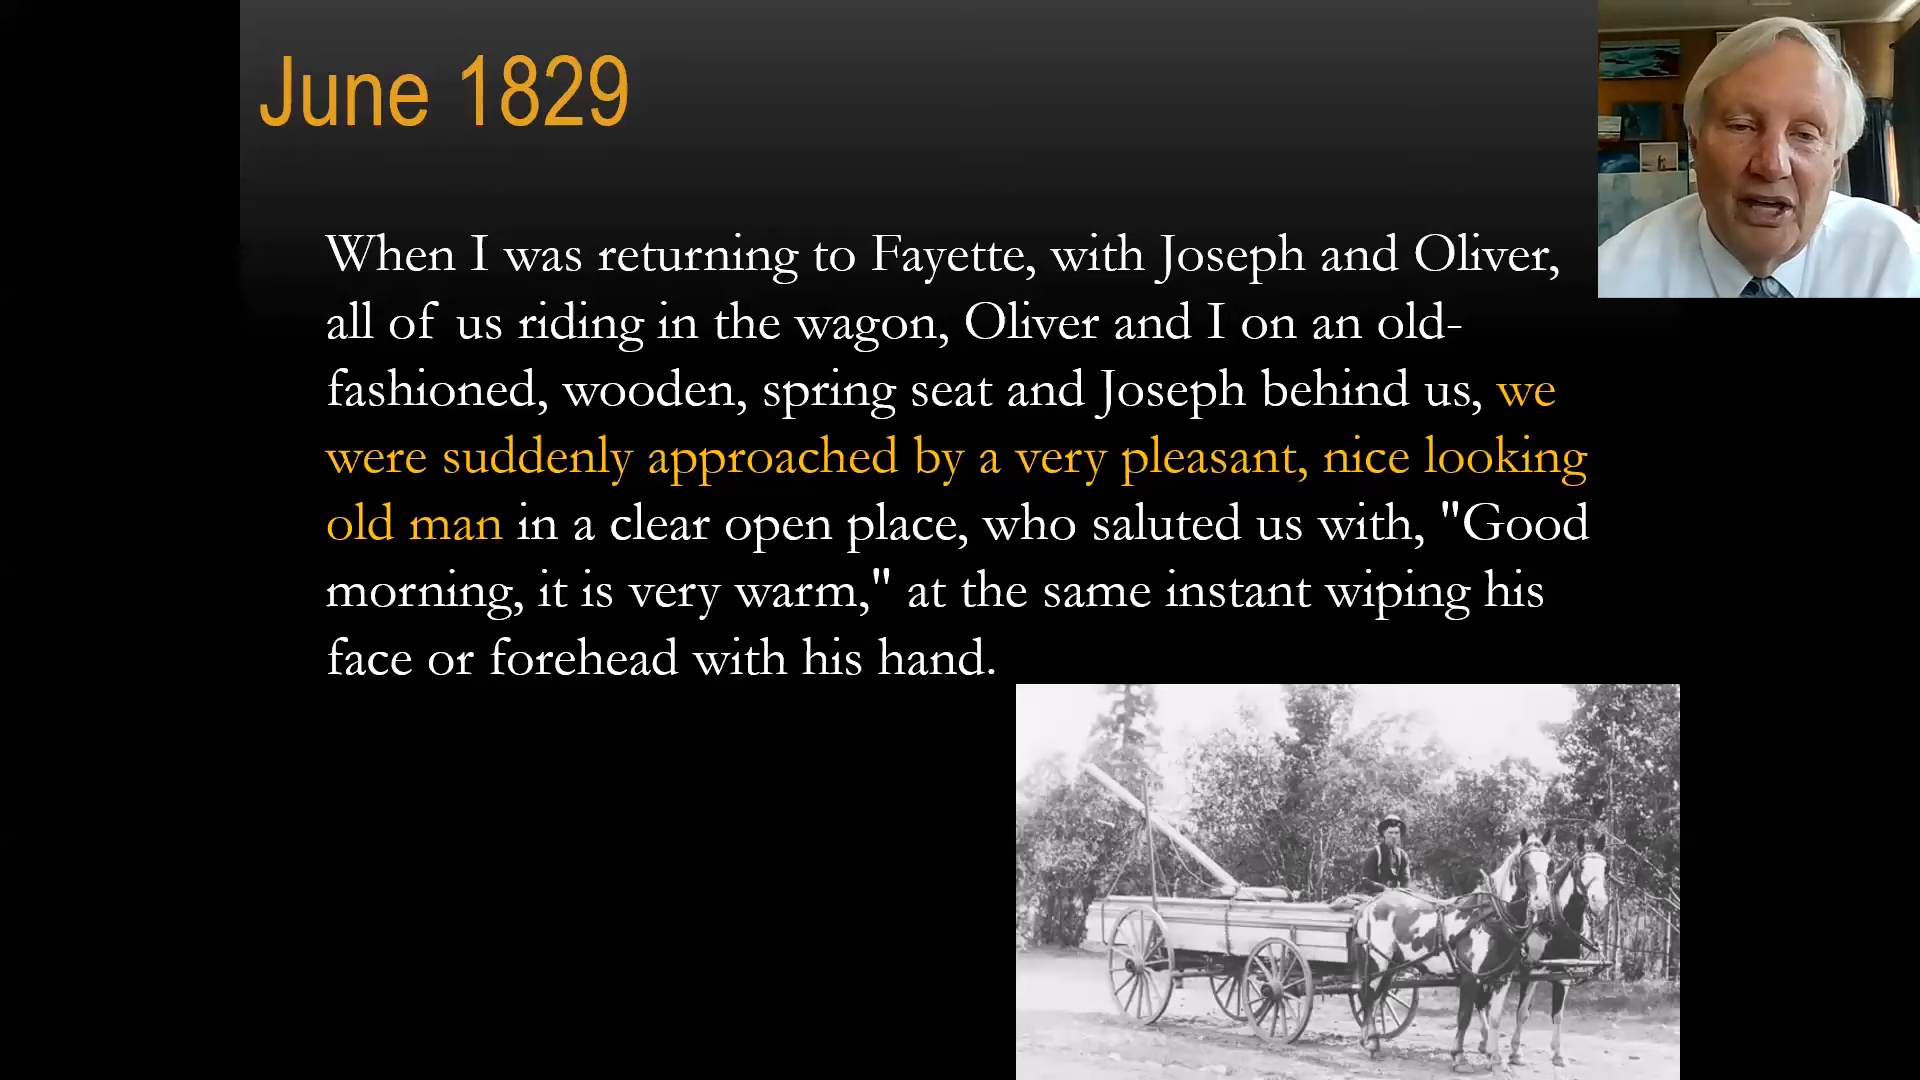 June 1829
When I was returning to Fayette, with Joseph and Oliver,
all of us riding in the wagon, Oliver and I on an old-
fashioned, wooden, spring seat and Joseph behind us, we
were suddenly approached by a very pleasant, nice looking
old man in a clear open place, who saluted us with, "Good
morning, it is very warm," at the same instant wiping his
face or forehead with his hand.